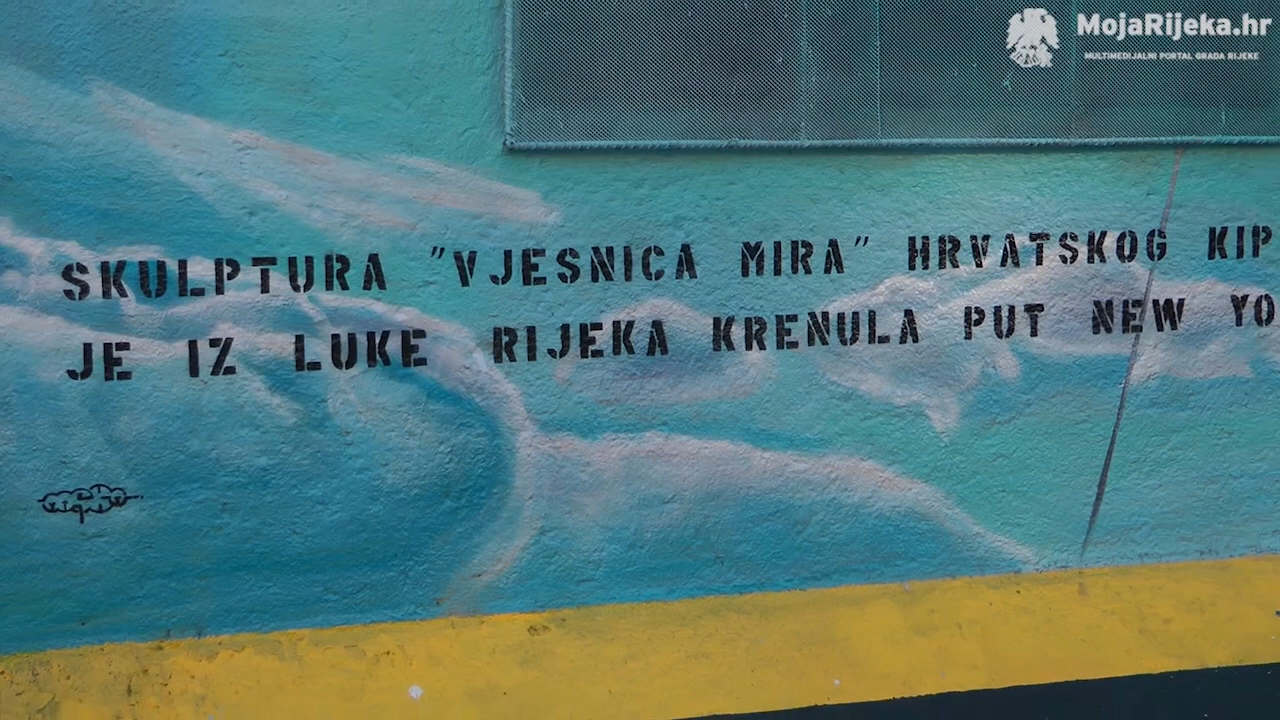 MojaRijeka.hr
MULTIMEDIJALNI PORTAL GRADA RIJEKE
SKULPTURA "VJESNICA MIRA" HRVATSKOG KIP
JE IZ LUKE RIJEKA KRENULA PUT NEW YO